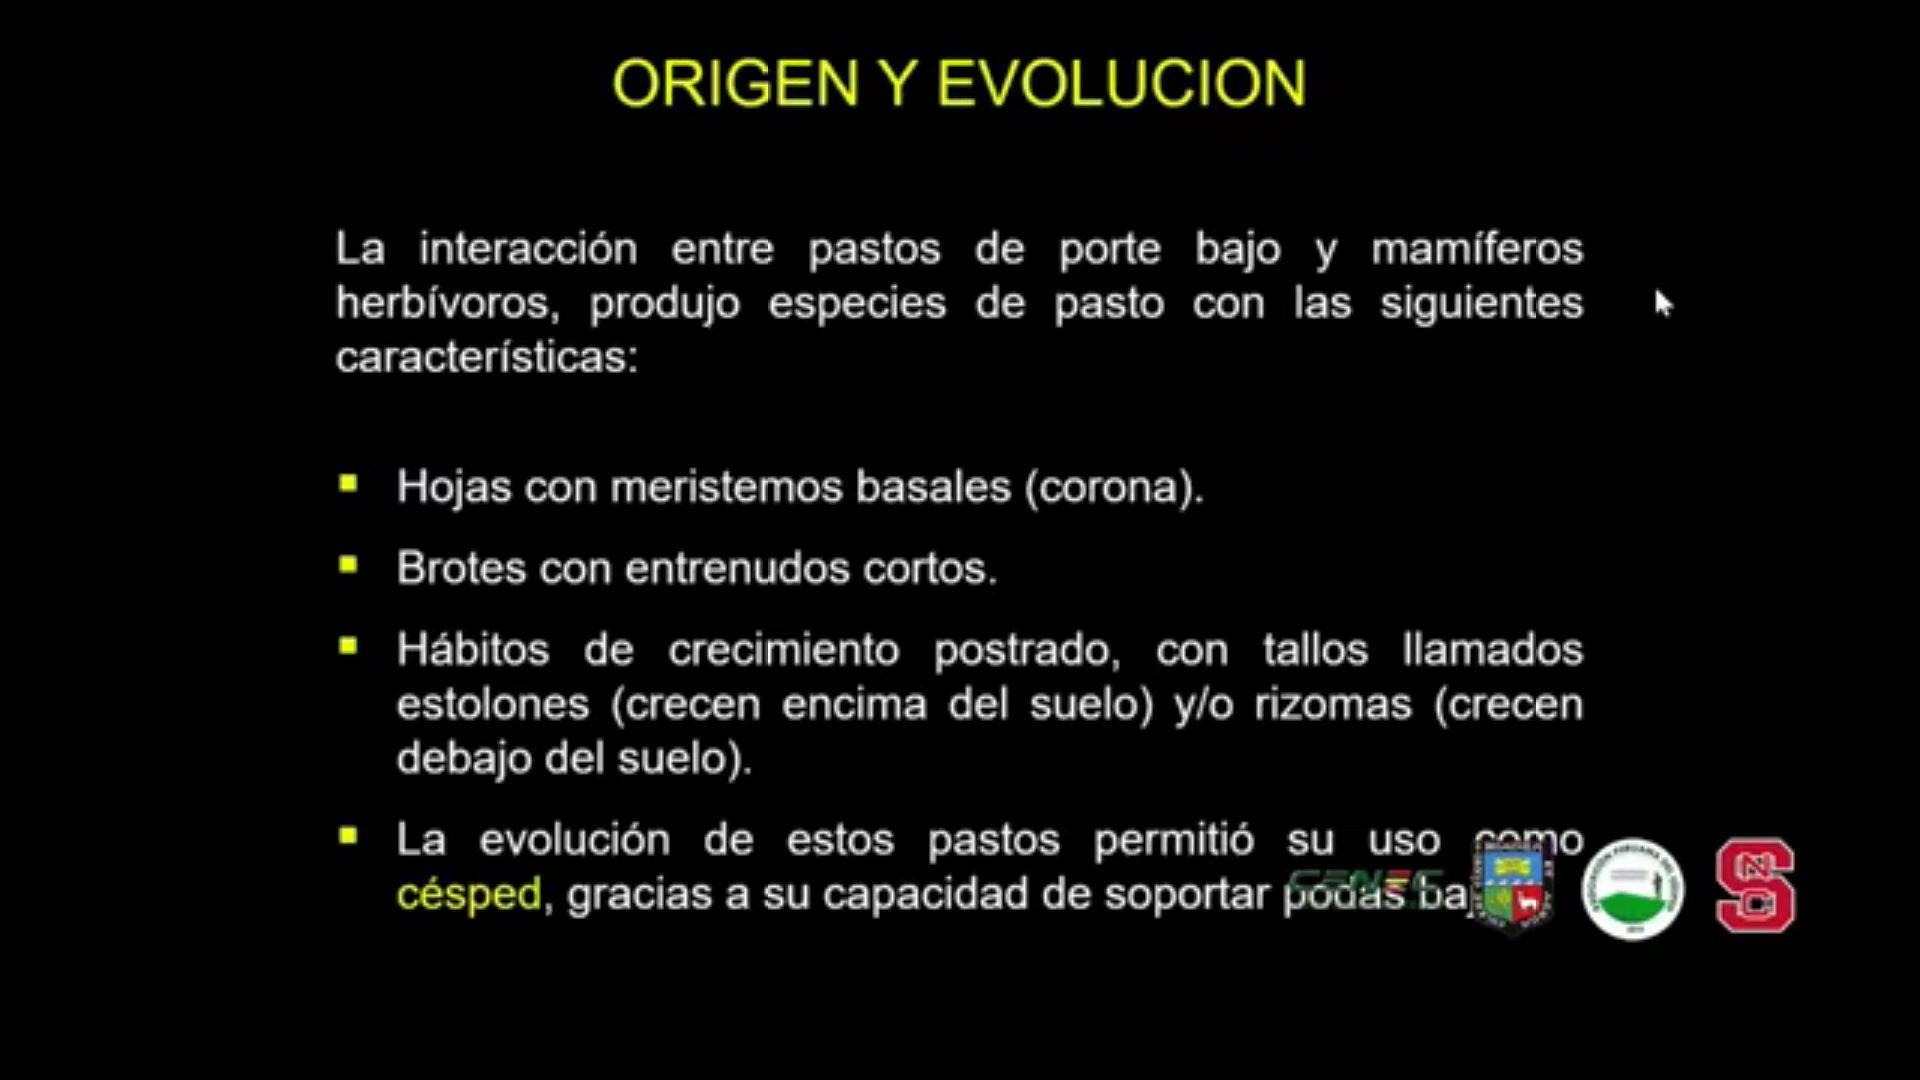 ORIGEN Y EVOLUCION
La interacción entre pastos de porte bajo y mamíferos
herbívoros, produjo especies de pasto con las siguientes
características:
Hojas con meristemos basales (corona).
Brotes con entrenudos cortos.
Hábitos de crecimiento postrado, con tallos llamados
estolones (crecen encima del suelo) y/o rizomas (crecen
debajo del suelo).
La evolución de estos pastos permitió su uso como
césped, gracias a su capacidad de soportar podas
NCS